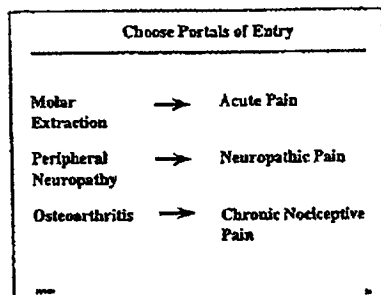 Choose Portals of Entry
Molar Extraction → Acute Pain
Peripheral Neuropathy → Neuropathic Pain
Osteoarthritis → Chronic Nociceptive Pain